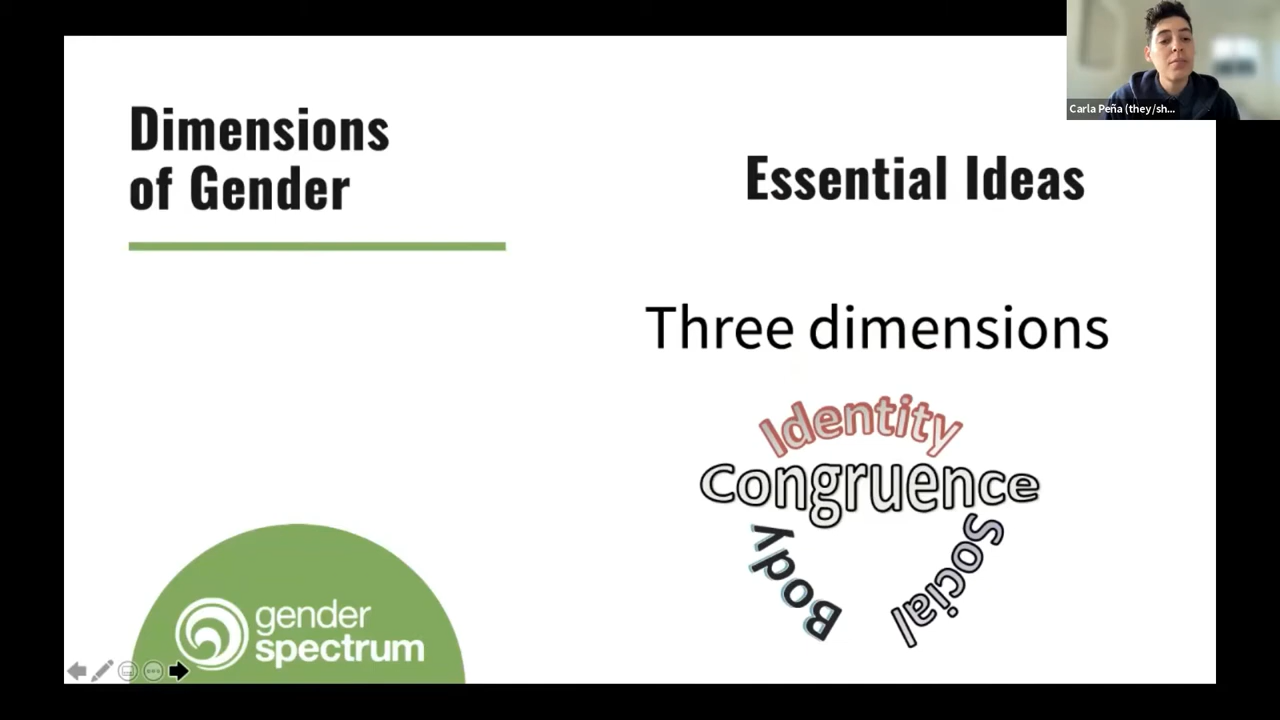 Carla Peña (they/sh...
Dimensions
of Gender
Essential Ideas
Three dimensions
Identity
Congruence
Body
Social
gender
spectrum